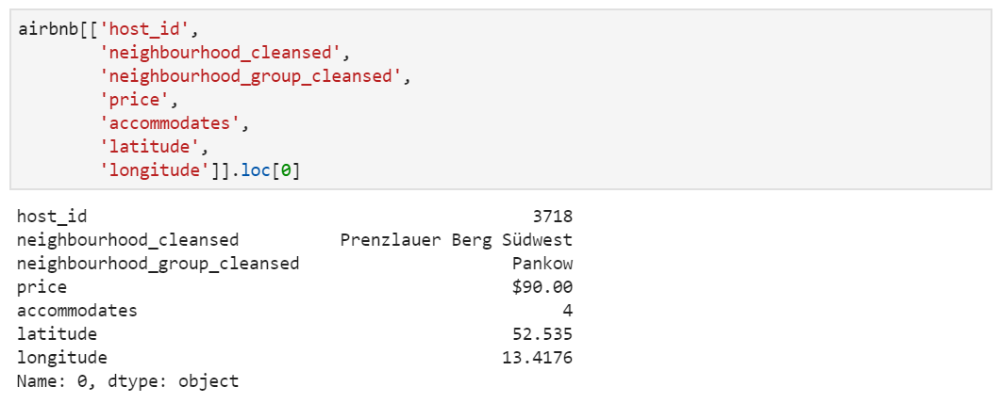 airbnb[['host_id',
        'neighbourhood_cleansed',
        'neighbourhood_group_cleansed',
        'price',
        'accommodates',
        'latitude',
        'longitude']].loc[0]
host_id                                           3718
neighbourhood_cleansed          Prenzlauer Berg Südwest
neighbourhood_group_cleansed                     Pankow
price                                            $90.00
accommodates                                          4
latitude                                         52.535
longitude                                       13.4176
Name: 0, dtype: object